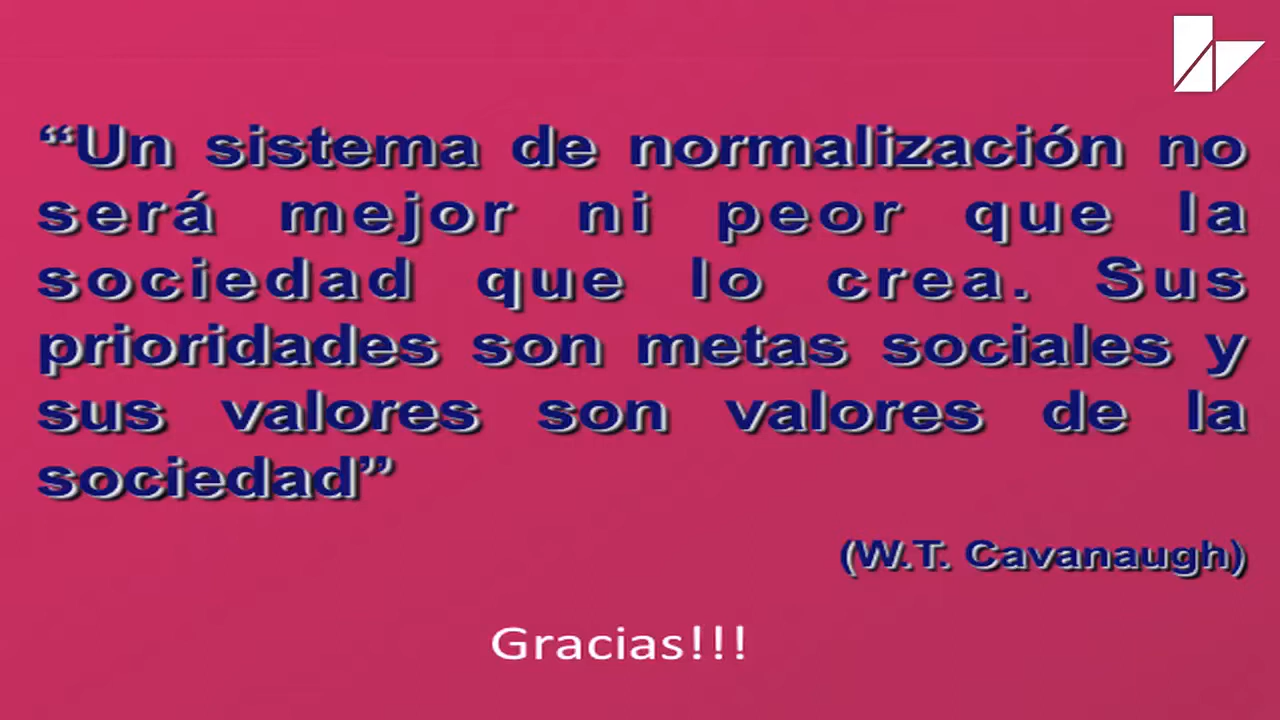 “Un sistema de normalización no
será mejor ni peor que la
sociedad que lo crea. Sus
prioridades son metas sociales y
sus valores son valores de la
sociedad”
(W.T. Cavanaugh)
Gracias!!!